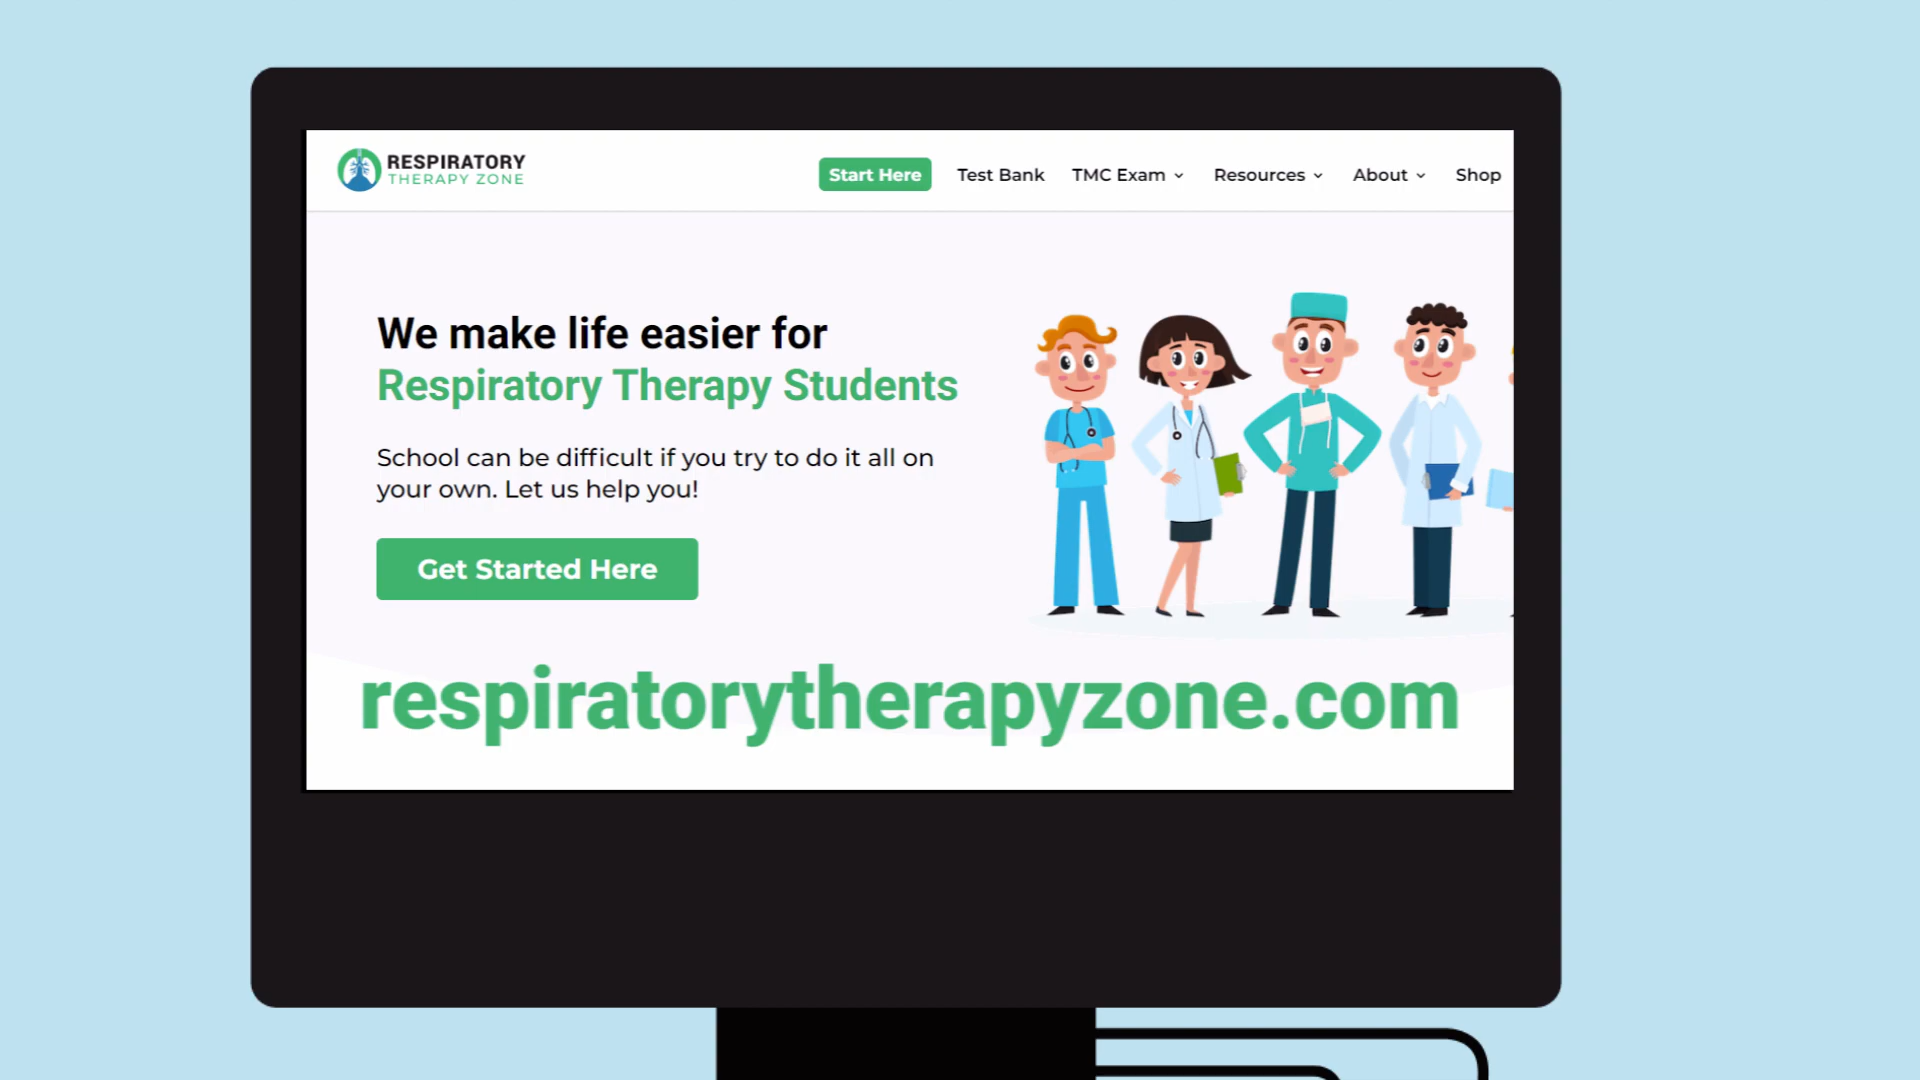 RESPIRATORY
THERAPY ZONE
Start Here
Test Bank
TMC Exam
Resources
About
Shop
We make life easier for
Respiratory Therapy Students
School can be difficult if you try to do it all on
your own. Let us help you!
Get Started Here
respiratorytherapyzone.com